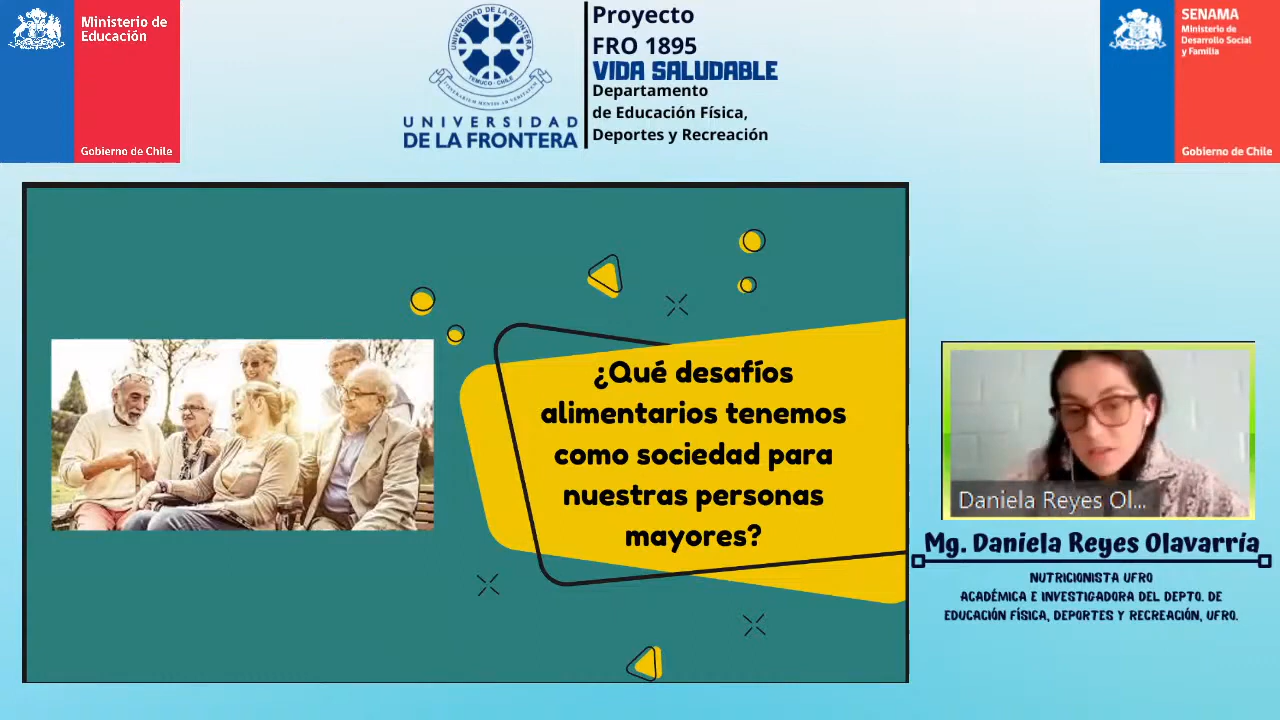 Ministerio de
Educación
Gobierno de Chile
UNIVERSIDAD DE LA FRONTERA
TEMUCO - CHILE
UNIVERSIDAD
DE LA FRONTERA
Proyecto
FRO 1895
VIDA SALUDABLE
Departamento
de Educación Física,
Deportes y Recreación
SENAMA
Ministerio de
Desarrollo Social
y Familia
Gobierno de Chile
¿Qué desafíos
alimentarios tenemos
como sociedad para
nuestras personas
mayores?
Daniela Reyes Ol...
Mg. Daniela Reyes Olavarría
NUTRICIONISTA UFRO
ACADÉMICA E INVESTIGADORA DEL DEPTO. DE
EDUCACIÓN FÍSICA, DEPORTES Y RECREACIÓN, UFRO.